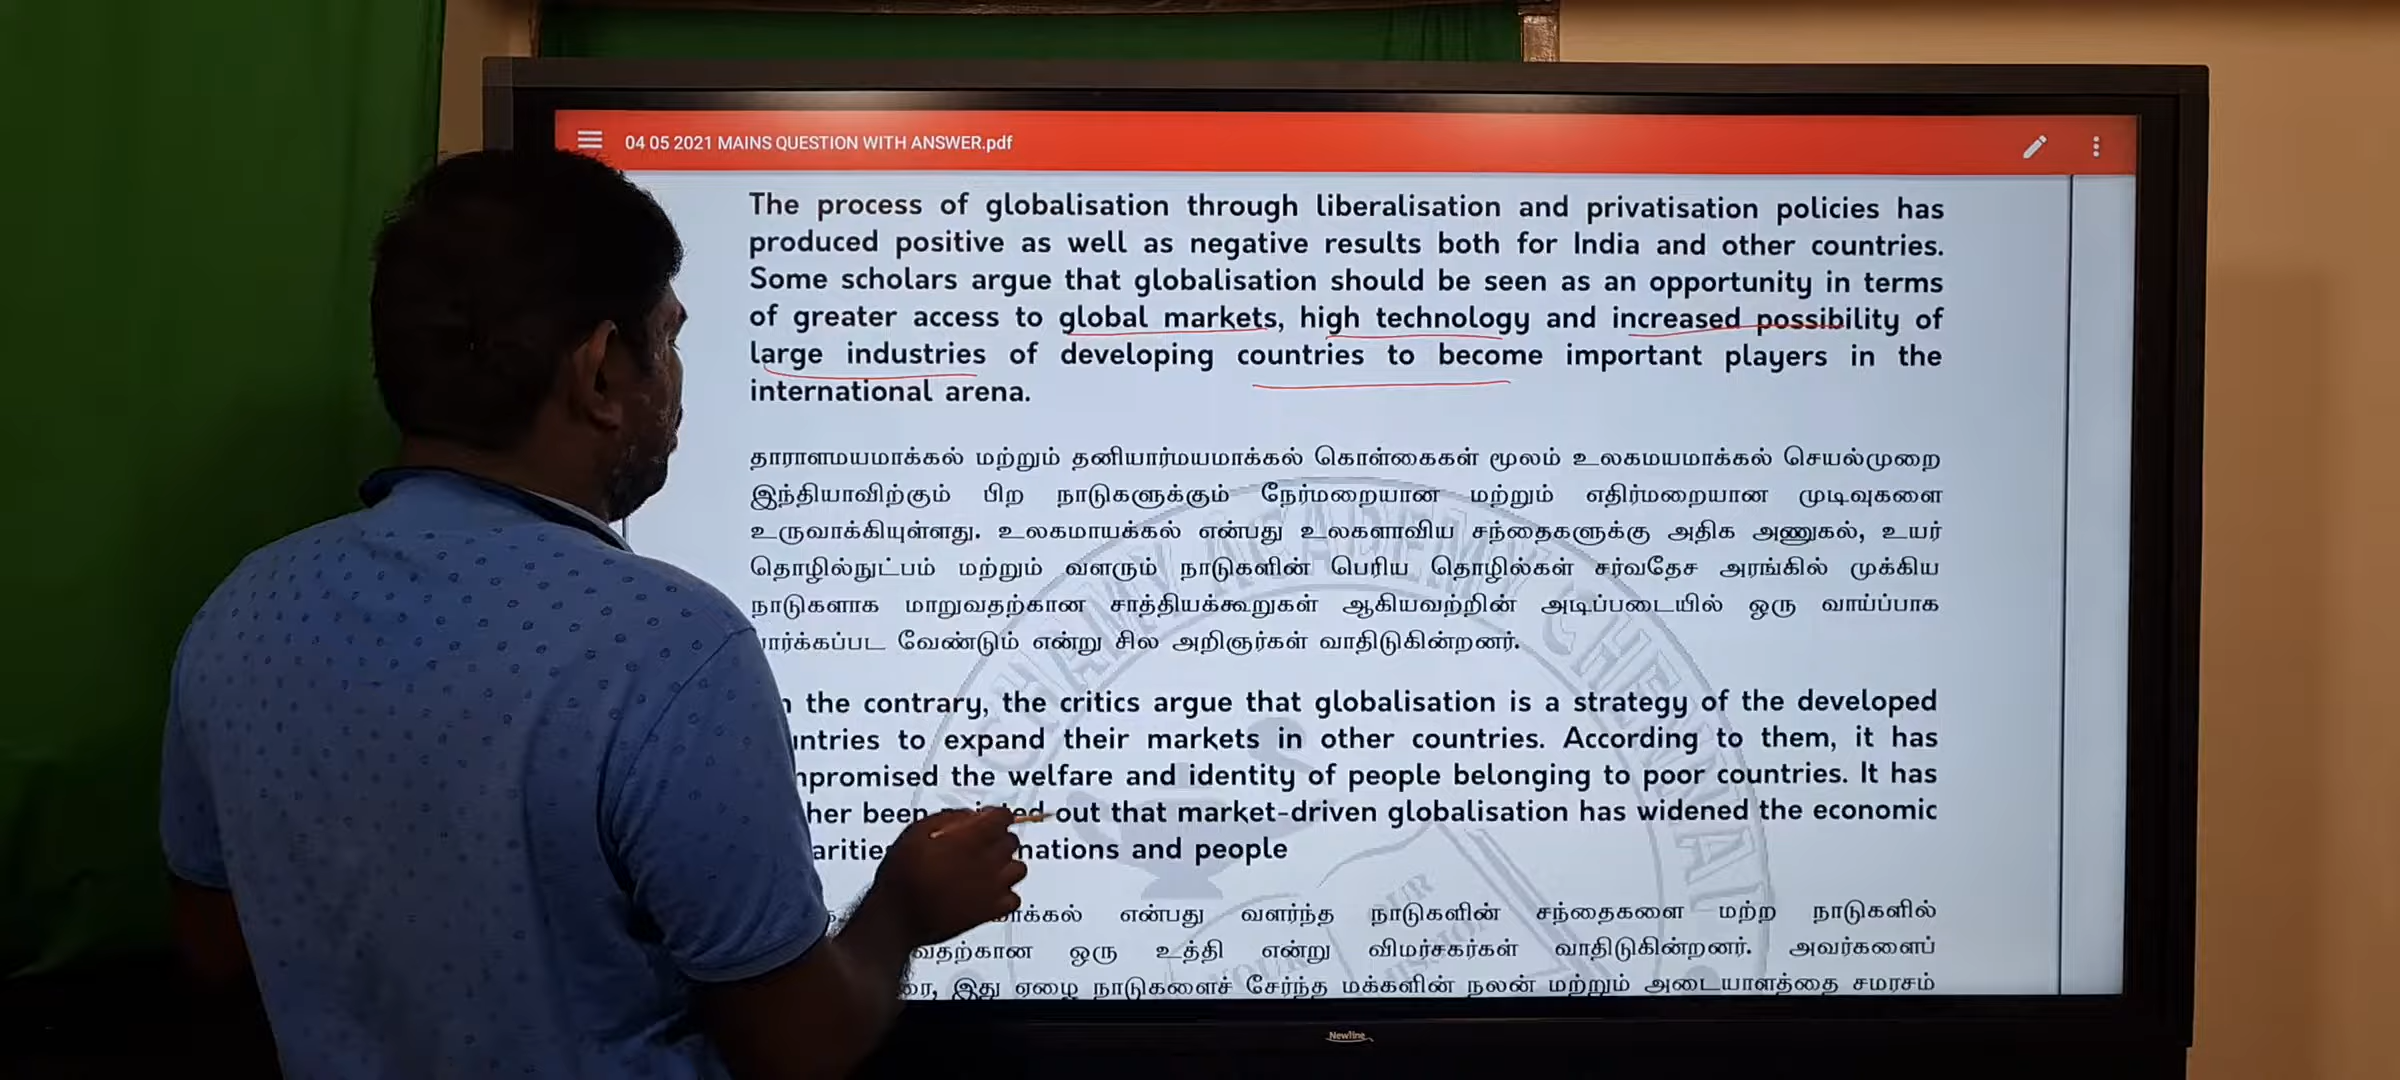 04 05 2021 MAINS QUESTION WITH ANSWER.pdf
The process of globalisation through liberalisation and privatisation policies has
produced positive as well as negative results both for India and other countries.
Some scholars argue that globalisation should be seen as an opportunity in terms
of greater access to global markets, high technology and increased possibility of
large industries of developing countries to become important players in the
international arena.
தாராளமயமாக்கல் மற்றும் தனியார்மயமாக்கல் கொள்கைகள் மூலம் உலகமயமாக்கல் செயல்முறை
இந்தியாவிற்கும் பிற நாடுகளுக்கும் நேர்மறையான மற்றும் எதிர்மறையான முடிவுகளை
உருவாக்கியுள்ளது. உலகமாயக்கல் என்பது உலகளாவிய சந்தைகளுக்கு அதிக அணுகல், உயர்
தொழில்நுட்பம் மற்றும் வளரும் நாடுகளின் பெரிய தொழில்கள் சர்வதேச அரங்கில் முக்கிய
நாடுகளாக மாறுவதற்கான சாத்தியக்கூறுகள் ஆகியவற்றின் அடிப்படையில் ஒரு வாய்ப்பாக
வேண்டும் என்று சில அறிஞர்கள் வாதிடுகின்றனர்.
the contrary, the critics argue that globalisation is a strategy of the developed
to expand their markets in other countries. According to them, it has
the welfare and identity of people belonging to poor countries. It has
been out that market-driven globalisation has widened the economic
nations and people
என்பது வளர்ந்த நாடுகளின் சந்தைகளை மற்ற நாடுகளில்
ஒரு உத்தி என்று விமர்சகர்கள் வாதிடுகின்றனர். அவர்களைப்
இது ஏழை நாடுகளைச் சேர்ந்த மக்களின் நலன் மற்றும் அடையாளத்தை சமரசம்
Newline